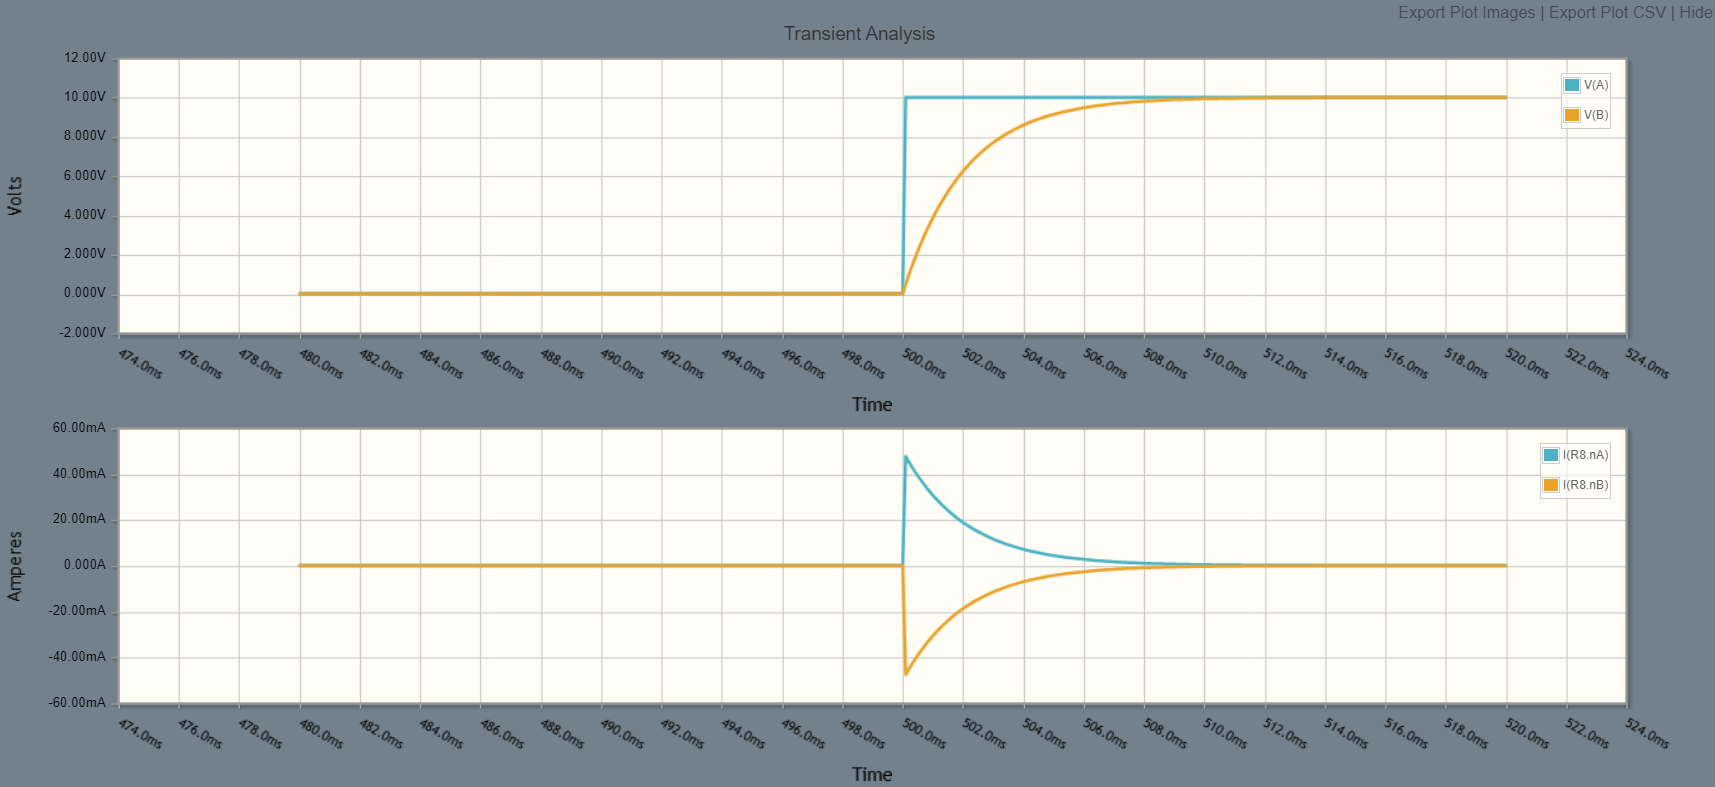 Export Plot Images | Export Plot CSV | Hide
Transient Analysis
12.00V
10.00V
8.000V
6.000V
4.000V
2.000V
0.000V
-2.000V
Volts
V(A)
V(B)
474.0ms 476.0ms 478.0ms 480.0ms 482.0ms 484.0ms 486.0ms 488.0ms 490.0ms 492.0ms 494.0ms 496.0ms 498.0ms 500.0ms 502.0ms 504.0ms 506.0ms 508.0ms 510.0ms 512.0ms 514.0ms 516.0ms 518.0ms 520.0ms 522.0ms 524.0ms
Time
60.00mA
40.00mA
20.00mA
0.000A
-20.00mA
-40.00mA
-60.00mA
Amperes
I(R8.nA)
I(R8.nB)
474.0ms 476.0ms 478.0ms 480.0ms 482.0ms 484.0ms 486.0ms 488.0ms 490.0ms 492.0ms 494.0ms 496.0ms 498.0ms 500.0ms 502.0ms 504.0ms 506.0ms 508.0ms 510.0ms 512.0ms 514.0ms 516.0ms 518.0ms 520.0ms 522.0ms 524.0ms
Time